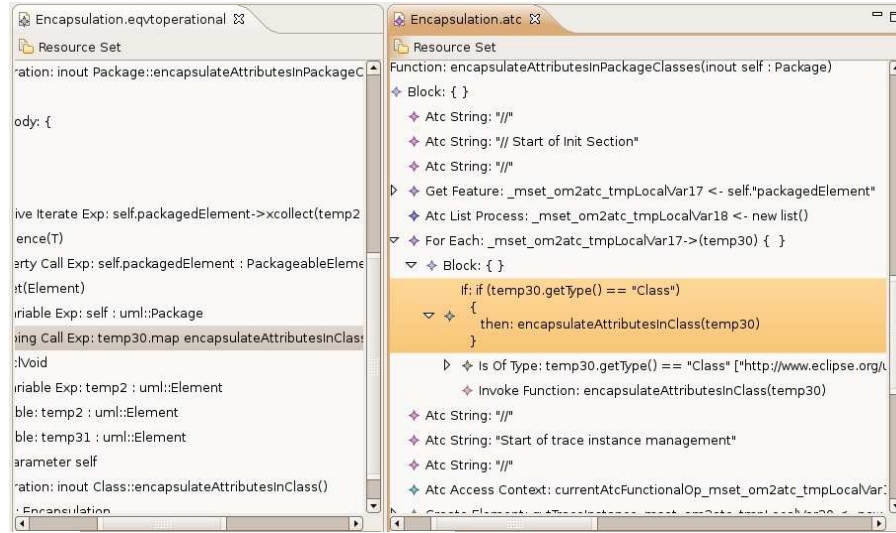 Encapsulation.eqvtoperational
Resource Set
ration: inout Package::encapsulateAttributesInPackageC
ody: {
ive Iterate Exp: self.packagedElement->xcollect(temp2
ence(T)
erty Call Exp: self.packagedElement : PackageableEleme
et(Element)
ariable Exp: self : uml::Package
ping Call Exp: temp30.map encapsulateAttributesInClass
clVoid
ariable Exp: temp2 : uml::Element
ble: temp2 : uml::Element
ble: temp31 : uml::Element
arameter self
ration: inout Class::encapsulateAttributesInClass()
: Encapsulation
Encapsulation.atc
Resource Set
Function: encapsulateAttributesInPackageClasses(inout self : Package)
Block: { }
Atc String: "//"
Atc String: "// Start of Init Section"
Atc String: "//"
Get Feature: _mset_om2atc_tmpLocalVar17 <- self."packagedElement"
Atc List Process: _mset_om2atc_tmpLocalVar18 <- new list()
For Each: _mset_om2atc_tmpLocalVar17->(temp30) { }
Block: { }
If: if (temp30.getType() == "Class")
{
then: encapsulateAttributesInClass(temp30)
}
Is Of Type: temp30.getType() == "Class" ["http://www.eclipse.org/u
Invoke Function: encapsulateAttributesInClass(temp30)
Atc String: "//"
Atc String: "Start of trace instance management"
Atc String: "//"
Atc Access Context: currentAtcFunctionalOp_mset_om2atc_tmpLocalVar1